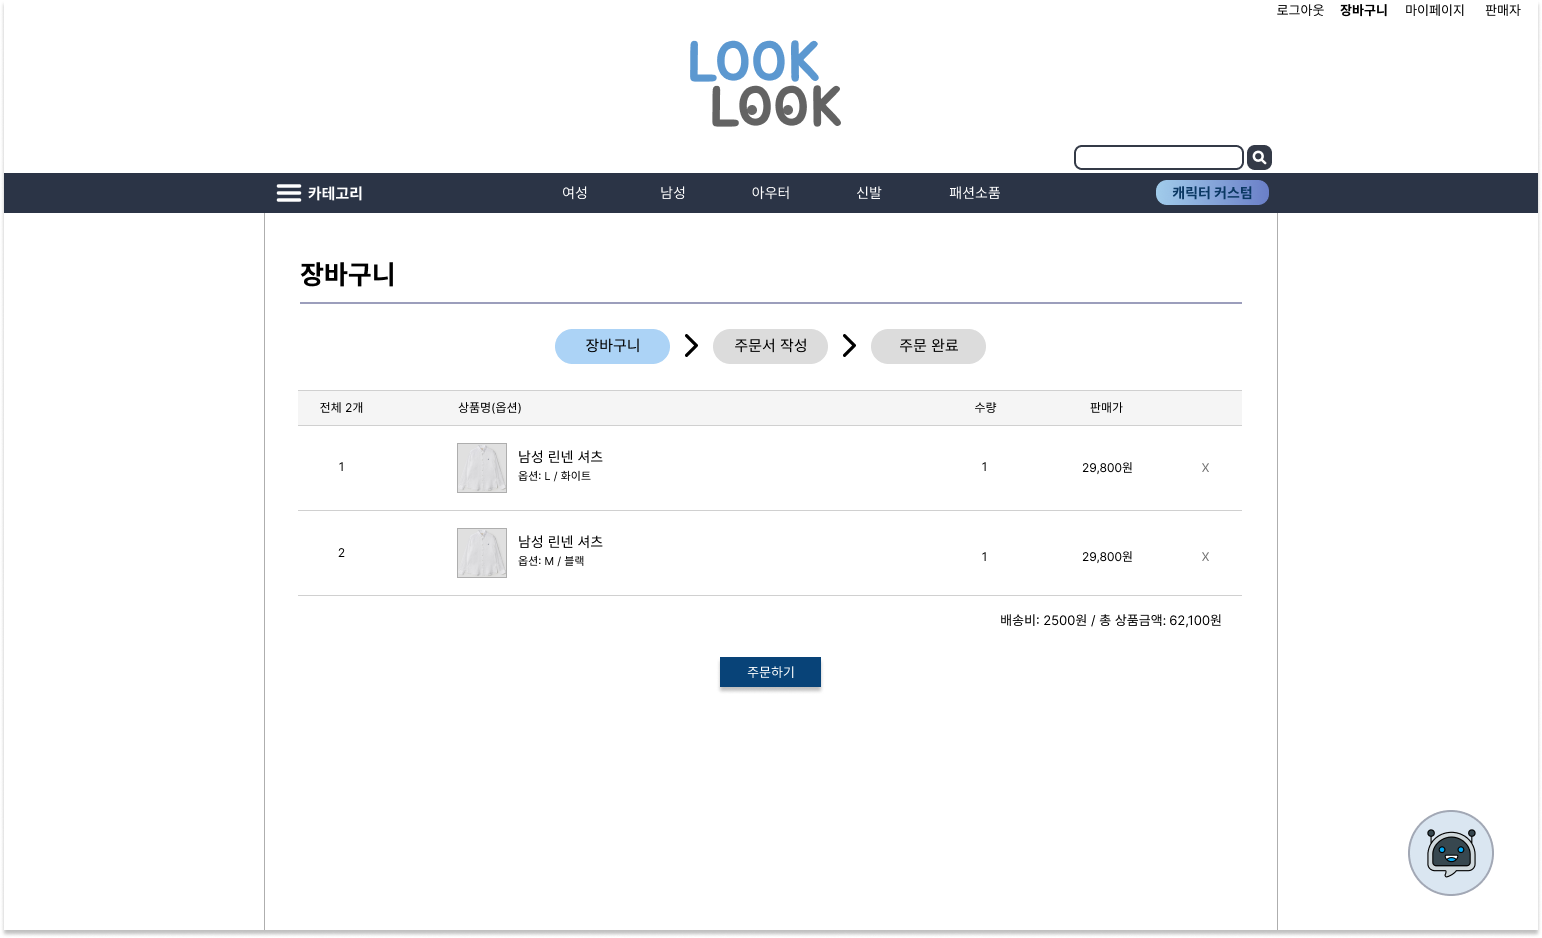 로그아웃 장바구니 마이페이지 판매자
LOOK
LOOK
카테고리 여성 남성 아우터 신발 패션소품 캐릭터 커스텀
장바구니
장바구니 주문서 작성 주문 완료
전체 2개 상품명(옵션) 수량 판매가
1 남성 린넨 셔츠 1 29,800원 X
옵션: L / 화이트
2 남성 린넨 셔츠 1 29,800원 X
옵션: M / 블랙
배송비: 2500원 / 총 상품금액: 62,100원
주문하기